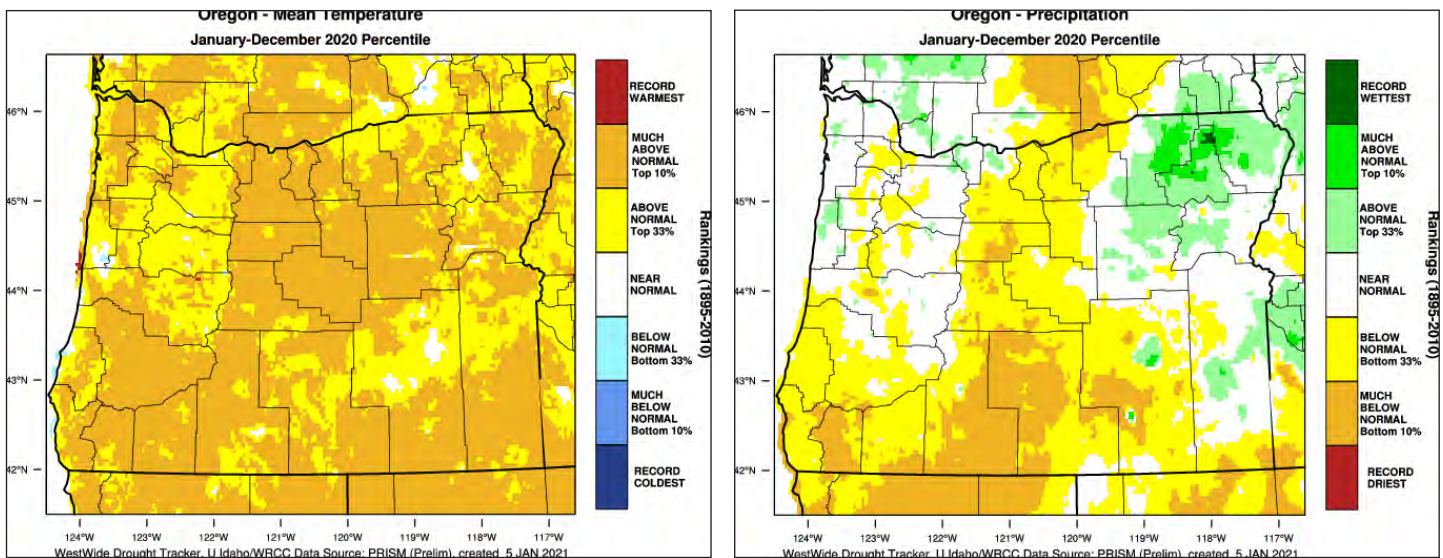 Oregon - Mean Temperature
January-December 2020 Percentile
46°N
45°N
44°N
43°N
42°N
124°W 123°W 122°W 121°W 120°W 119°W 118°W 117°W
RECORD
WARMEST
MUCH
ABOVE
NORMAL
Top 10%
ABOVE
NORMAL
Top 33%
NEAR
NORMAL
BELOW
NORMAL
Bottom 33%
MUCH
BELOW
NORMAL
Bottom 10%
RECORD
COLDEST
Rankings (1895-2010)
WestWide Drought Tracker, U Idaho/WRCC Data Source: PRISM (Prelim), created 5 JAN 2021
Oregon - Precipitation
January-December 2020 Percentile
46°N
45°N
44°N
43°N
42°N
124°W 123°W 122°W 121°W 120°W 119°W 118°W 117°W
RECORD
WETTEST
MUCH
ABOVE
NORMAL
Top 10%
ABOVE
NORMAL
Top 33%
NEAR
NORMAL
BELOW
NORMAL
Bottom 33%
MUCH
BELOW
NORMAL
Bottom 10%
RECORD
DRIEST
Rankings (1895-2010)
WestWide Drought Tracker, U Idaho/WRCC Data Source: PRISM (Prelim), created 5 JAN 2021